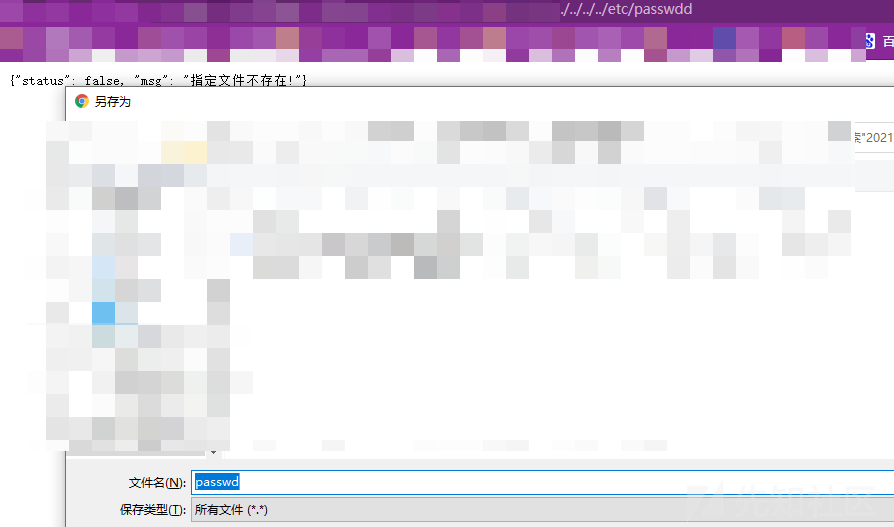 ./../../../etc/passwdd
百
{"status": false, "msg": "指定文件不存在!"}
另存为
索"2021
文件名(N):
passwd
保存类型(T):
所有文件 (*.*)
先知社区